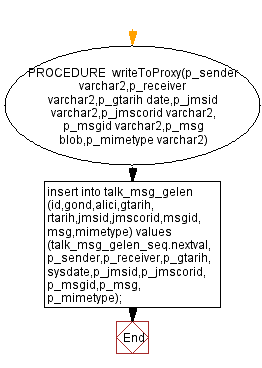 PROCEDURE  writeToProxy(p_sender
varchar2,p_receiver
varchar2,p_gtarih date,p_jmsid
varchar2,p_jmscorid varchar2,
p_msgid varchar2,p_msg
blob,p_mimetype varchar2)
insert into talk_msg_gelen
(id,gond,alici,gtarih,
rtarih,jmsid,jmscorid,msgid,
msg,mimetype) values
(talk_msg_gelen_seq.nextval,
p_sender,p_receiver,p_gtarih,
sysdate,p_jmsid,p_jmscorid,
p_msgid,p_msg,
p_mimetype);
End